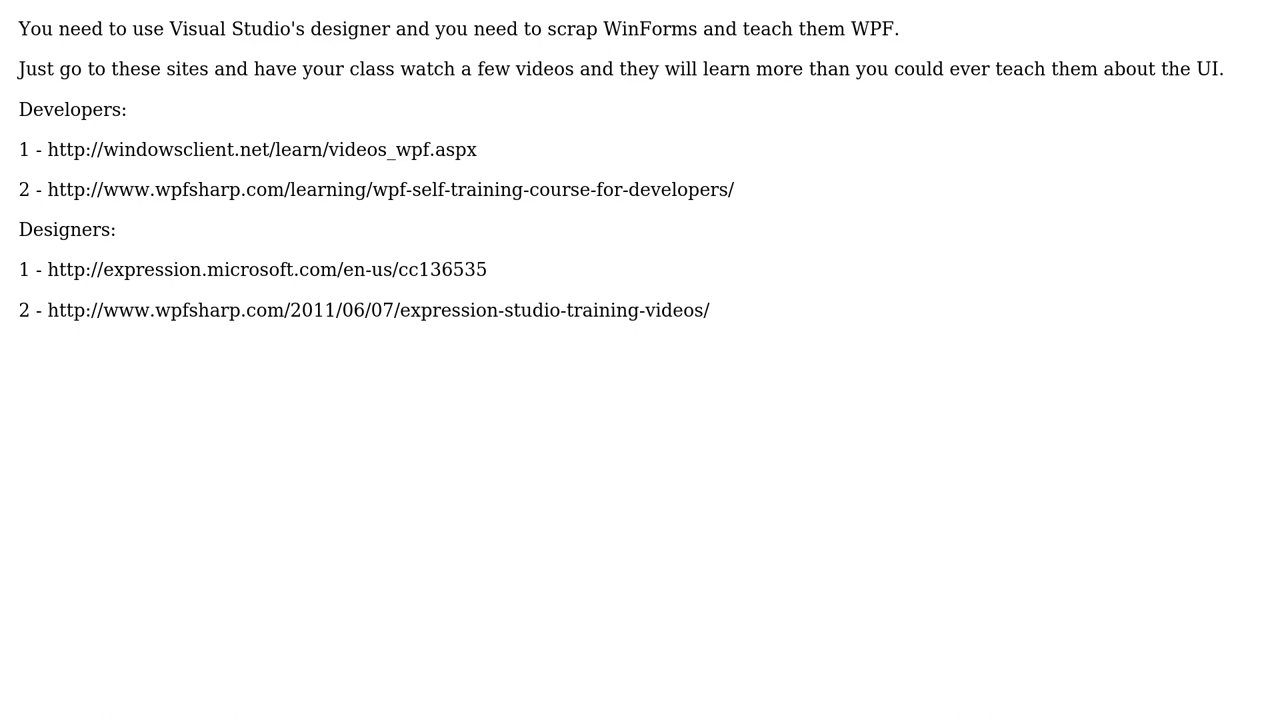 You need to use Visual Studio's designer and you need to scrap WinForms and teach them WPF.
Just go to these sites and have your class watch a few videos and they will learn more than you could ever teach them about the UI.
Developers:
1 - http://windowsclient.net/learn/videos_wpf.aspx
2 - http://www.wpfsharp.com/learning/wpf-self-training-course-for-developers/
Designers:
1 - http://expression.microsoft.com/en-us/cc136535
2 - http://www.wpfsharp.com/2011/06/07/expression-studio-training-videos/